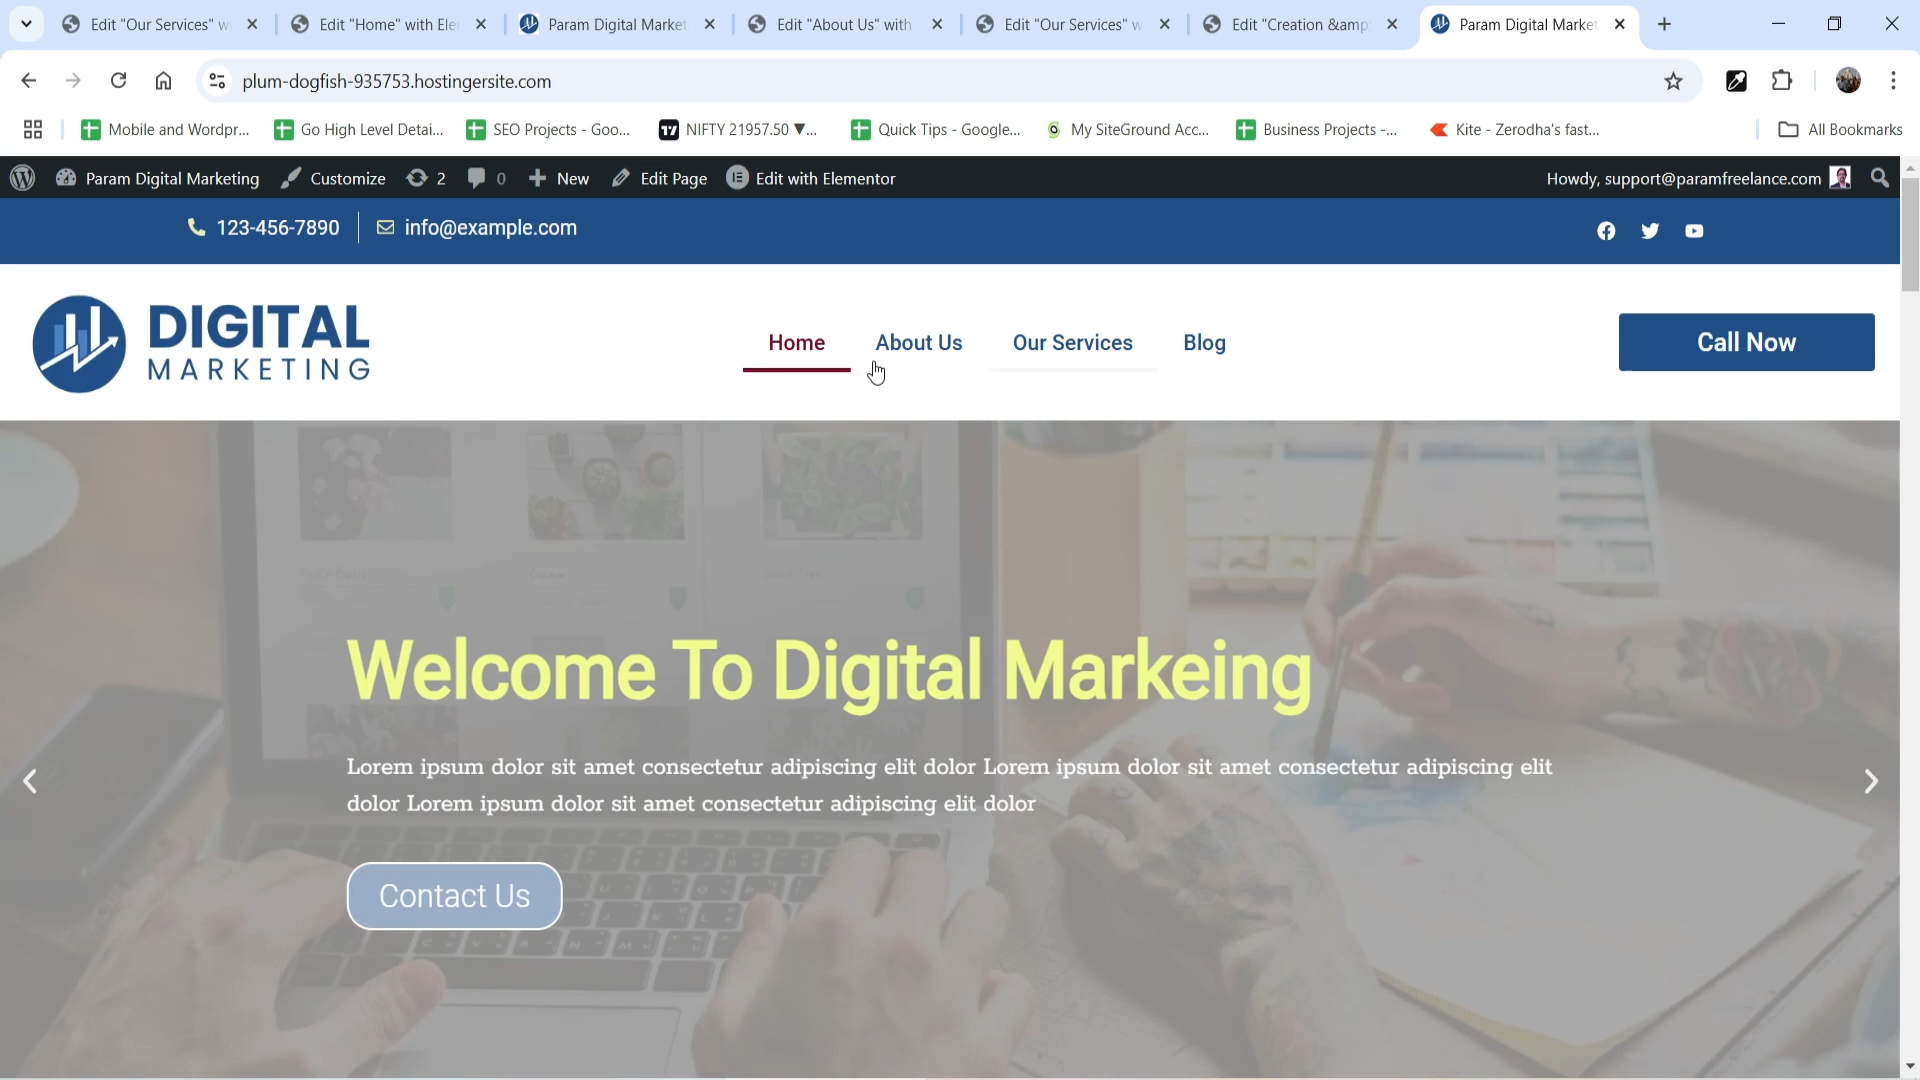 Edit "Our Services" wi
Edit "Home" with Ele
Param Digital Market
Edit "About Us" with
Edit "Our Services" w
Edit "Creation &amp
Param Digital Market
plum-dogfish-935753.hostingersite.com
Mobile and Wordpr...
Go High Level Detai...
SEO Projects - Goo...
NIFTY 21957.50 ▼...
Quick Tips - Google...
My SiteGround Acc...
Business Projects -...
Kite - Zerodha's fast...
All Bookmarks
Param Digital Marketing
Customize
2
0
New
Edit Page
Edit with Elementor
Howdy, support@paramfreelance.com
123-456-7890
info@example.com
DIGITAL
MARKETING
Home
About Us
Our Services
Blog
Call Now
Welcome To Digital Markeing
Lorem ipsum dolor sit amet consectetur adipiscing elit dolor Lorem ipsum dolor sit amet consectetur adipiscing elit
dolor Lorem ipsum dolor sit amet consectetur adipiscing elit dolor
Contact Us